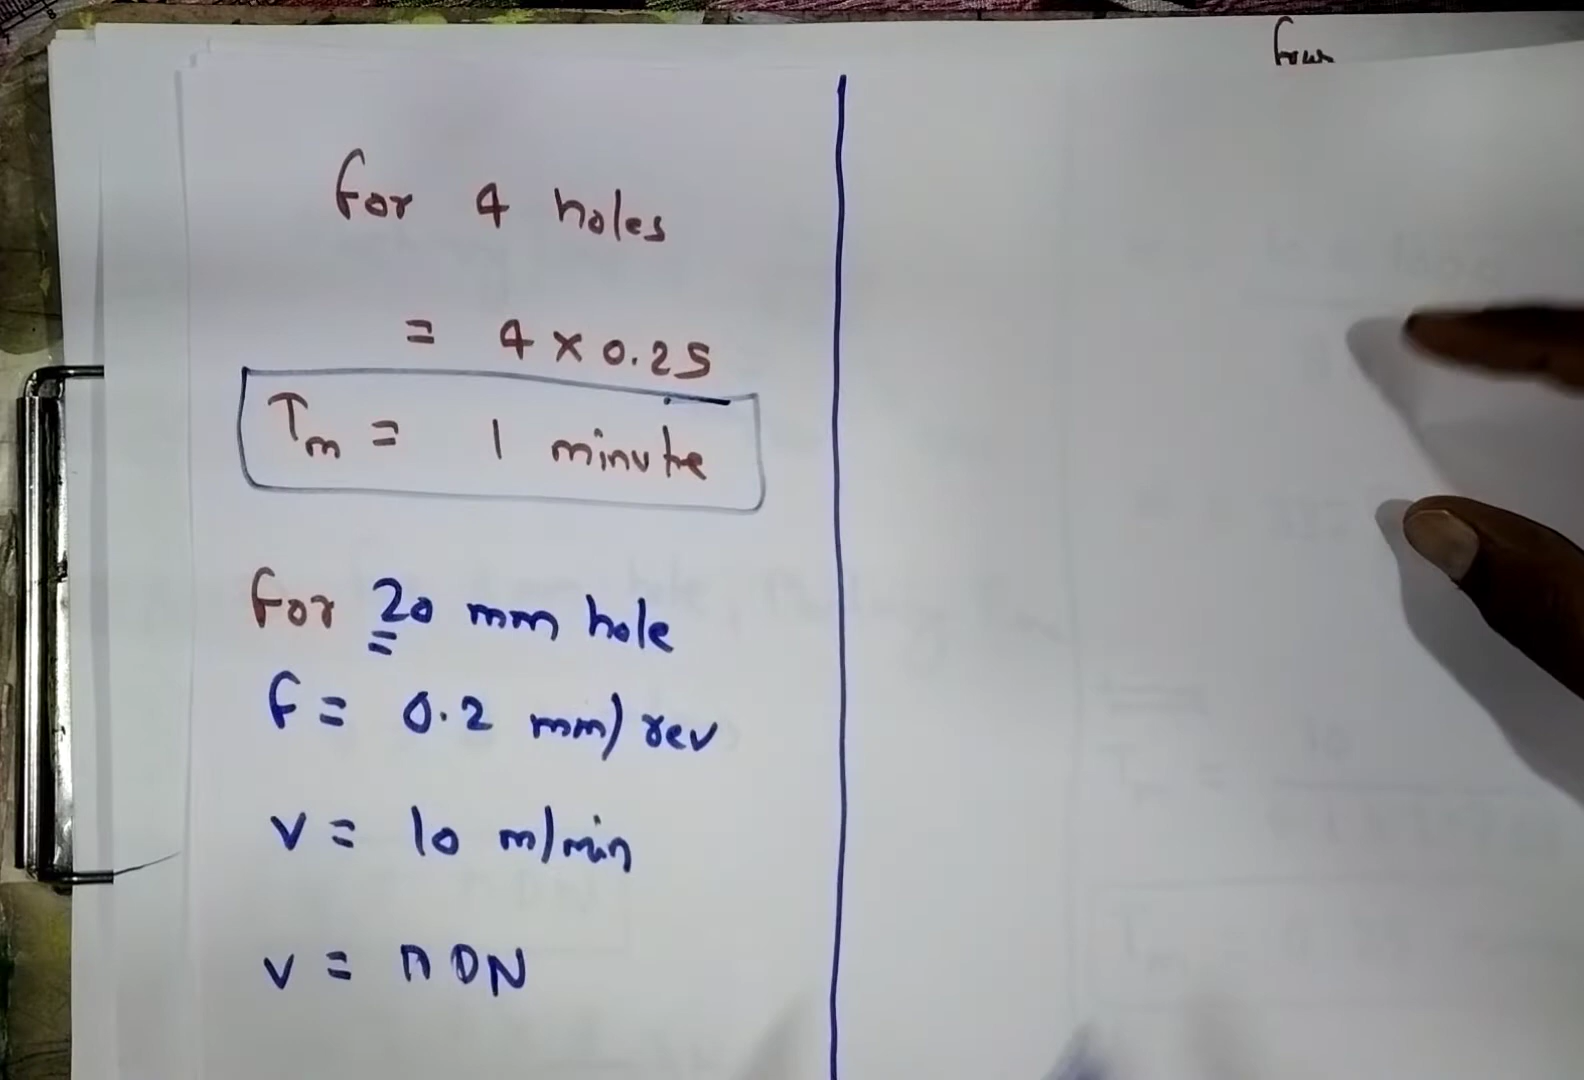 for 4 holes
= 4 × 0.25
Tm = 1 minute
for 20 mm hole
f = 0.2 mm/rev
v = 10 m/min
v = πDN